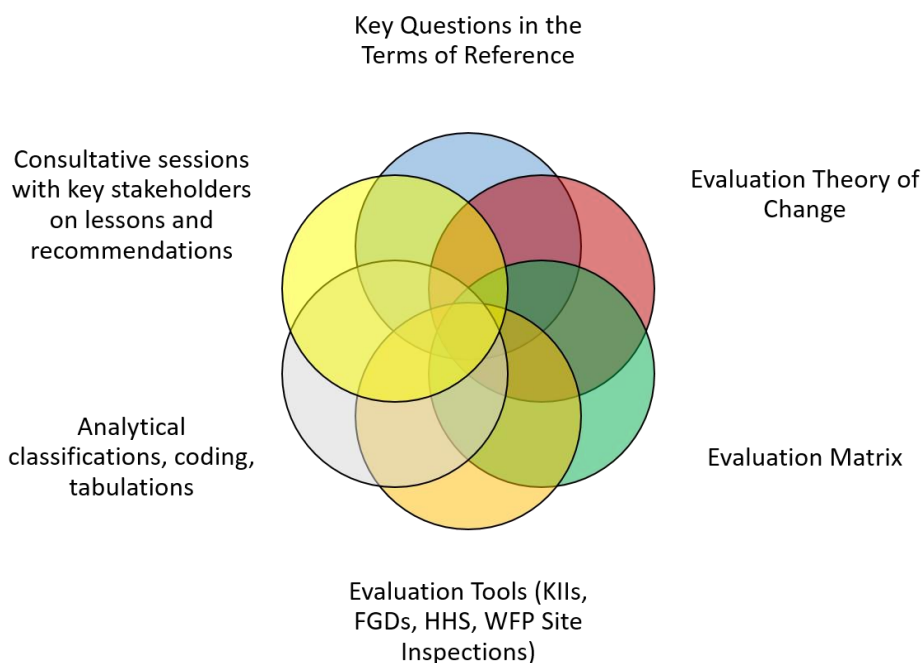 Key Questions in the
Terms of Reference
Consultative sessions
with key stakeholders
on lessons and
recommendations
Evaluation Theory of
Change
Analytical
classifications, coding,
tabulations
Evaluation Matrix
Evaluation Tools (KIIs,
FGDs, HHS, WFP Site
Inspections)